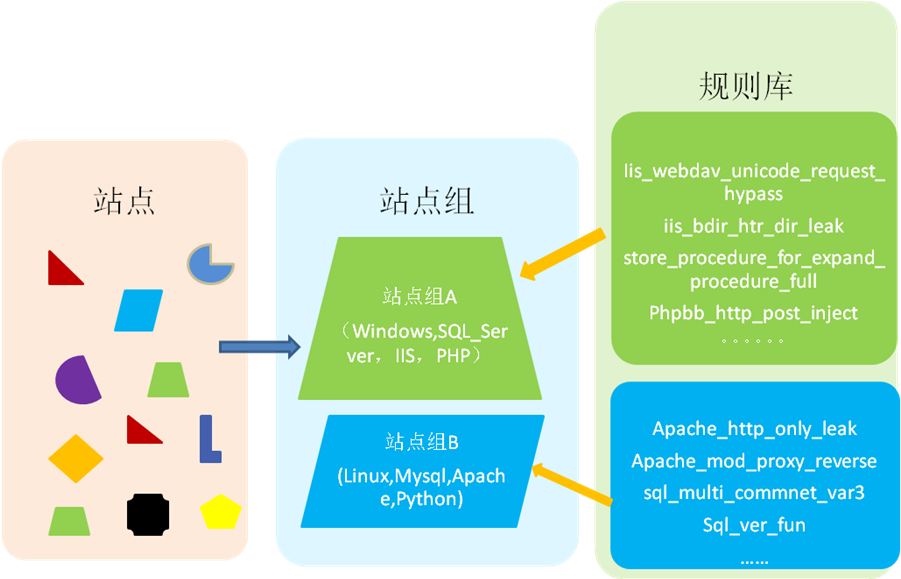 站点
站点组
站点组A
（Windows,SQL_Ser
ver，IIS，PHP）
站点组B
(Linux,Mysql,Apach
e,Python)
规则库
Iis_webdav_unicode_request_
hypass
iis_bdir_htr_dir_leak
store_procedure_for_expand_
procedure_full
Phpbb_http_post_inject
。。。。。。
Apache_http_only_leak
Apache_mod_proxy_reverse
sql_multi_commnet_var3
Sql_ver_fun
……